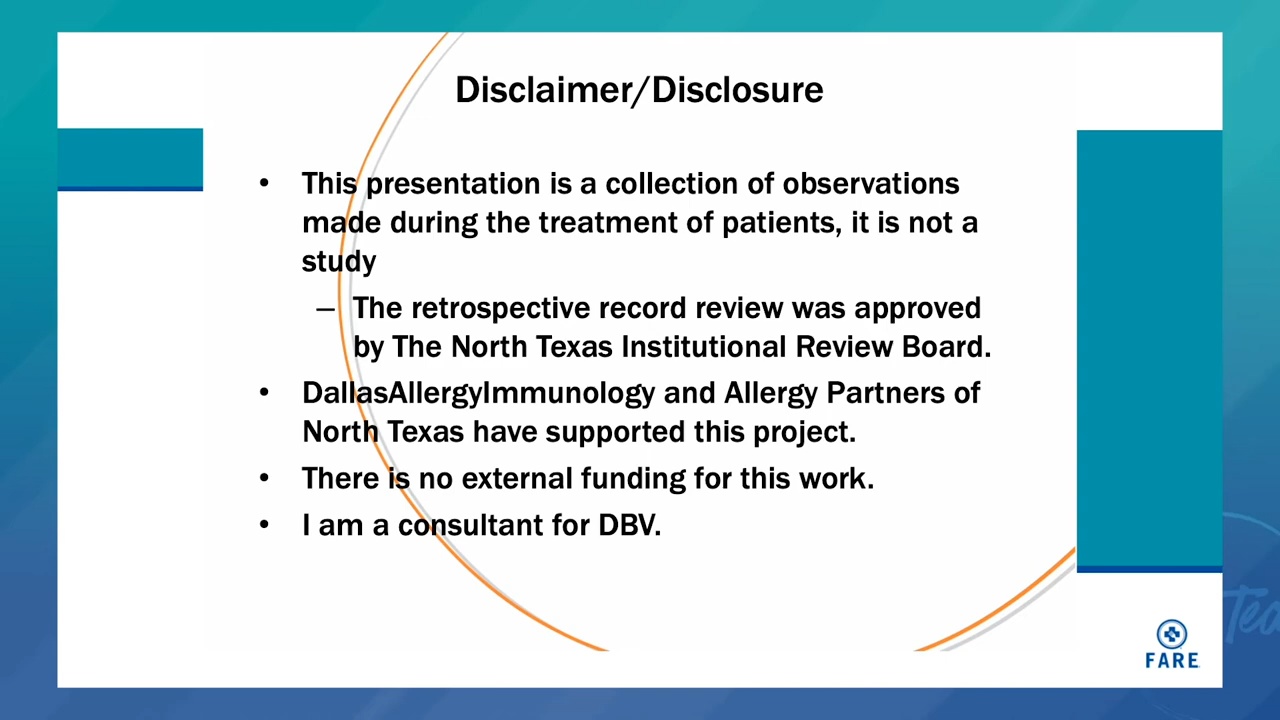 Disclaimer/Disclosure
• This presentation is a collection of observations
made during the treatment of patients, it is not a
study
– The retrospective record review was approved
by The North Texas Institutional Review Board.
• DallasAllergyImmunology and Allergy Partners of
North Texas have supported this project.
• There is no external funding for this work.
• I am a consultant for DBV.
FARE